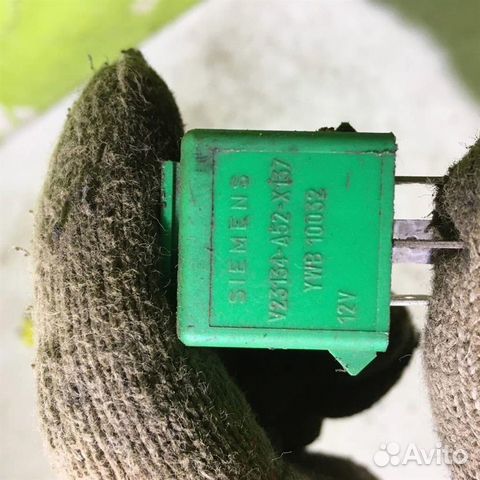 SIEMENS
V23134-A52-X137
YWB 10032
12V
Avito